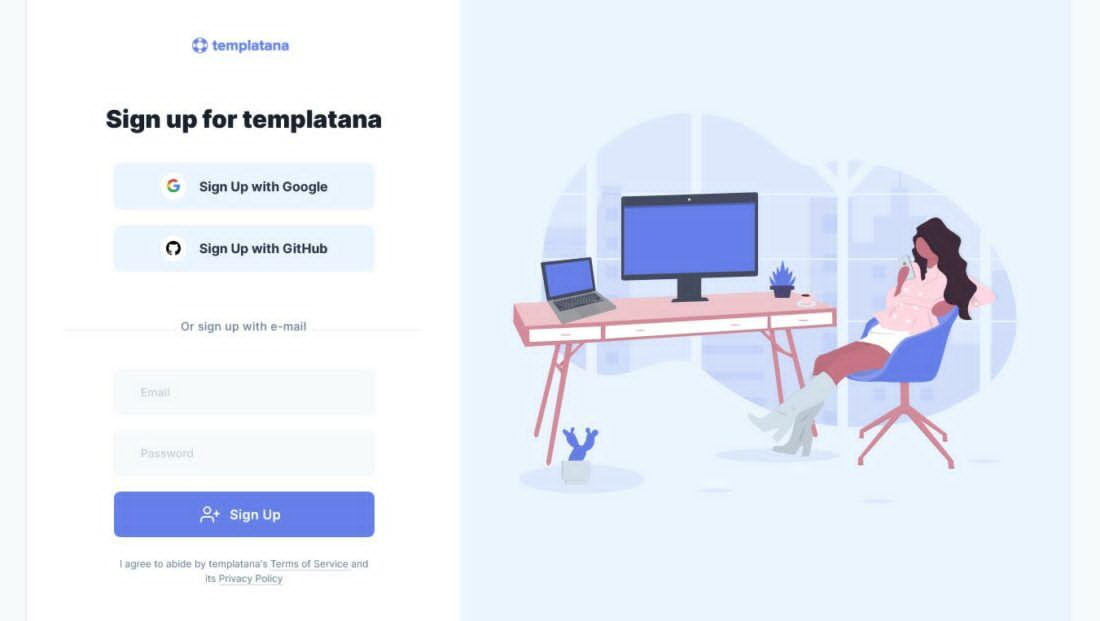 templatana
Sign up for templatana
Sign Up with Google
Sign Up with GitHub
Or sign up with e-mail
Email
Password
Sign Up
I agree to abide by templatana's Terms of Service and
its Privacy Policy